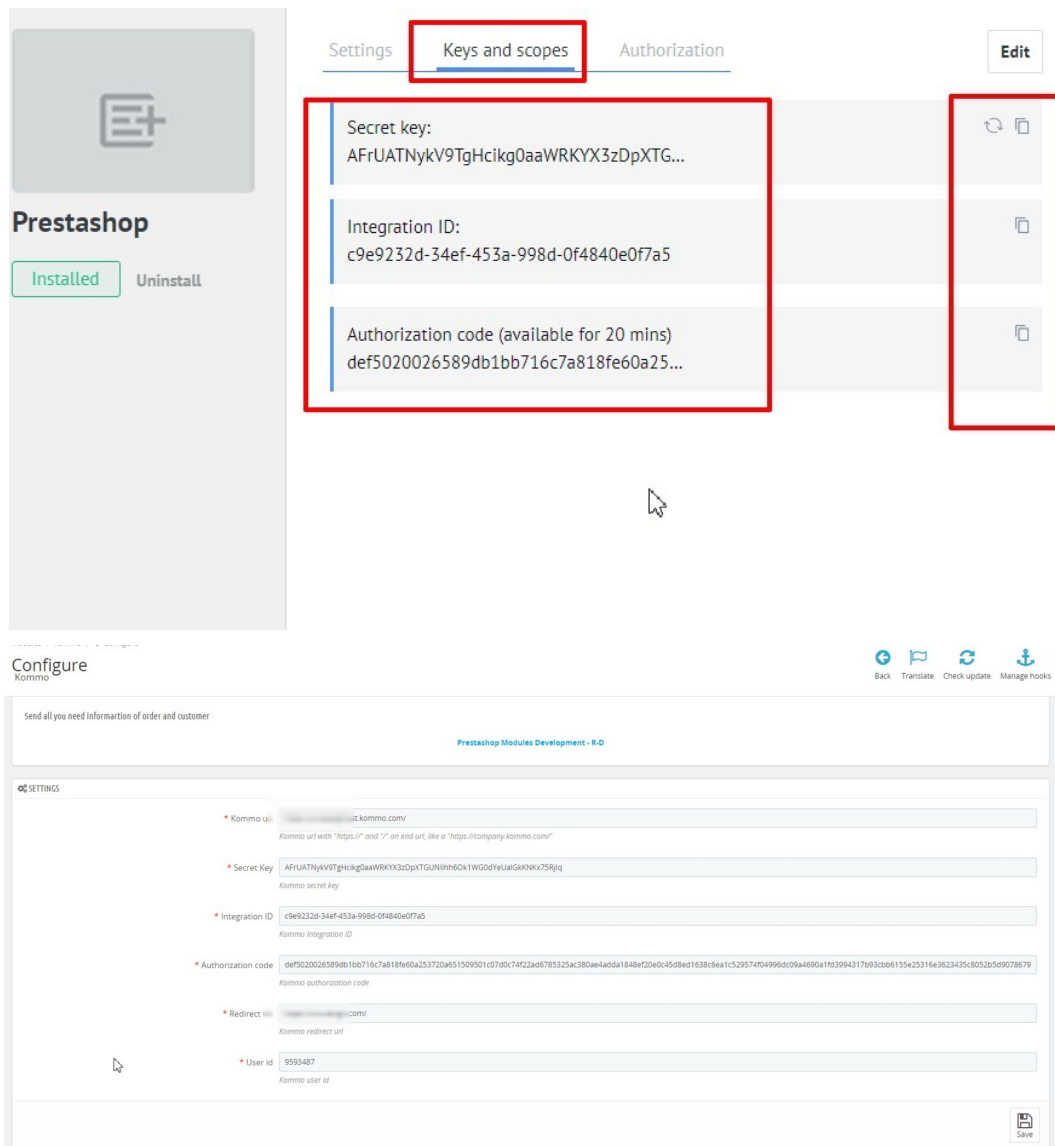 Settings Keys and scopes Authorization Edit
Secret key:
AFrUATNykV9TgHcikg0aaWRKYX3zDpXTG...
Prestashop
Installed Uninstall
Integration ID:
c9e9232d-34ef-453a-998d-0f4840e0f7a5
Authorization code (available for 20 mins)
def5020026589db1bb716c7a818fe60a25...
Configure
Kommo
Back Translate Check update Manage hooks
Send all you need informartion of order and customer
Prestashop Modules Development - R-D
SETTINGS
* Kommo st.kommo.com/
Kommo url with "https://" and "/" on end url, like a "https://company.kommo.com/"
* Secret Key
Kommo secret key
* Integration ID c9e9232d-34ef-453a-998d-0f4840e0f7a5
Kommo Integration ID
* Authorization code
Kommo authorization code
* Redirect com/
Kommo redirect url
* User id 9593487
Kommo user id
Save